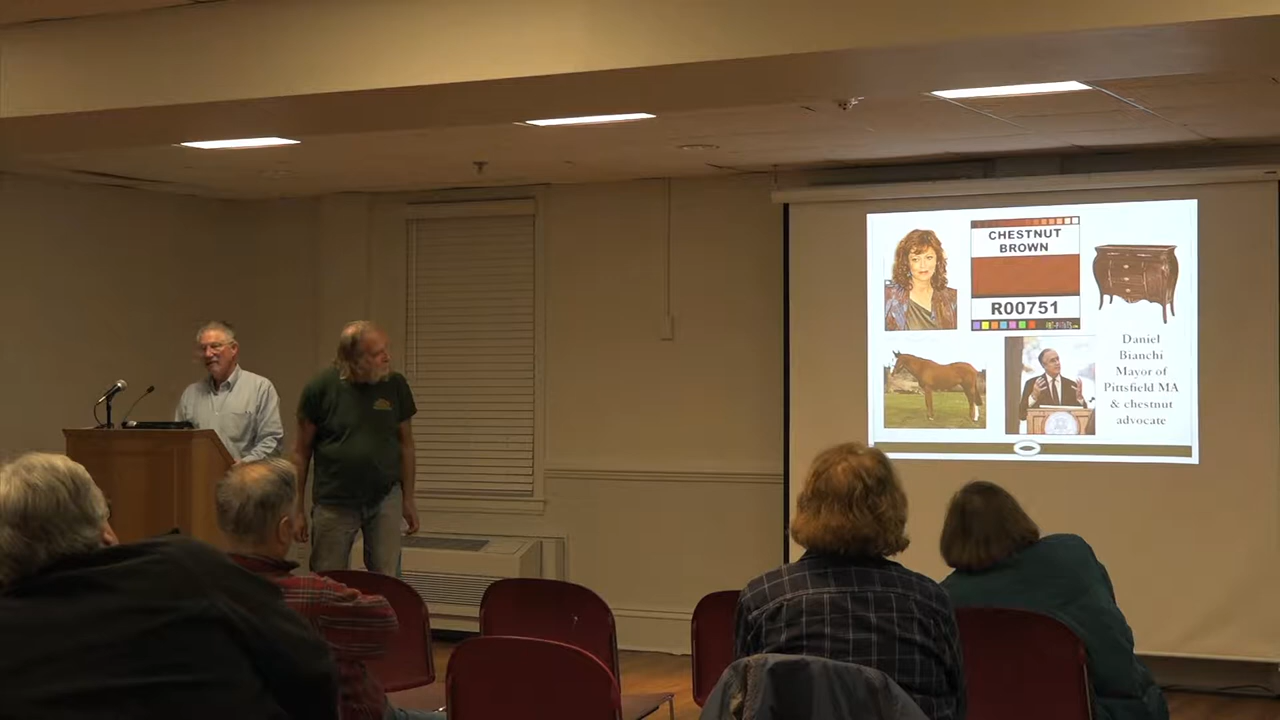 CHESTNUT
BROWN
R00751
Daniel
Bianchi
Mayor of
Pittsfield MA
& chestnut
advocate